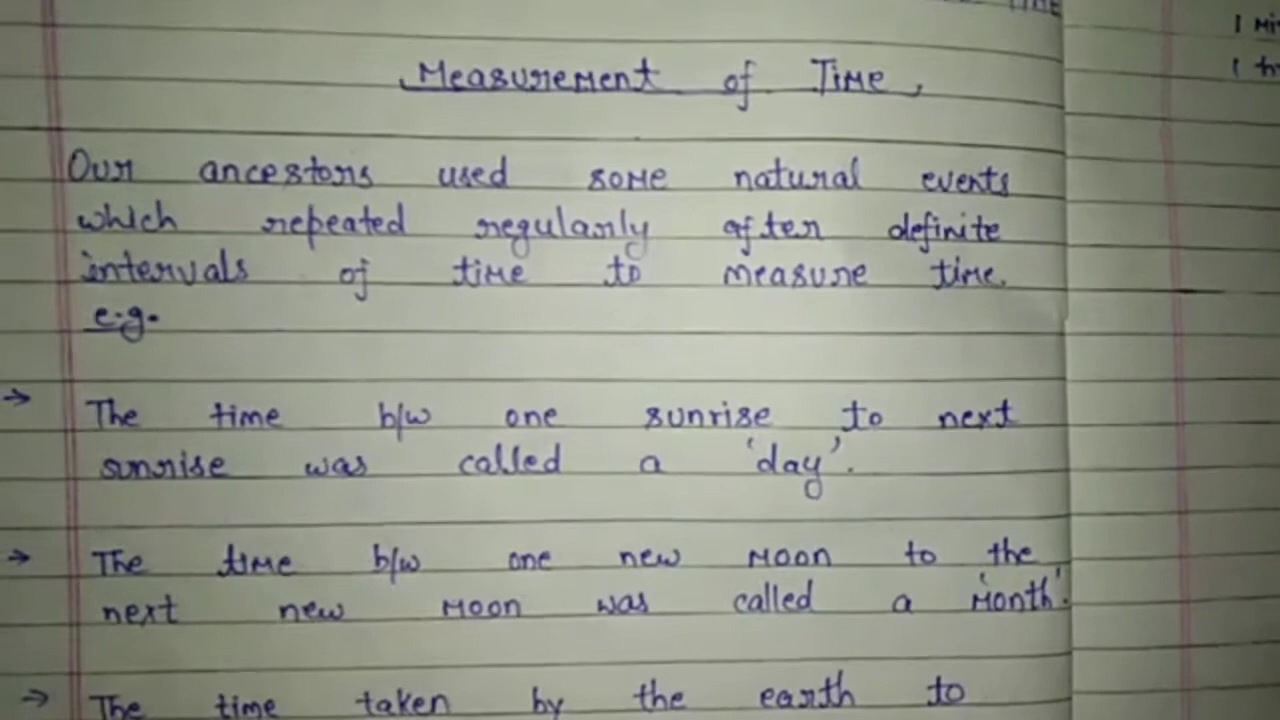 Measurement of Time
Our ancestors used some natural events
which repeated regularly after definite
intervals of time to measure time.
e.g.
→ The time b/w one sunrise to next
sunrise was called a 'day'.
→ The time b/w one new moon to the
next new moon was called a 'month'.
→ The time taken by the earth to
1
1